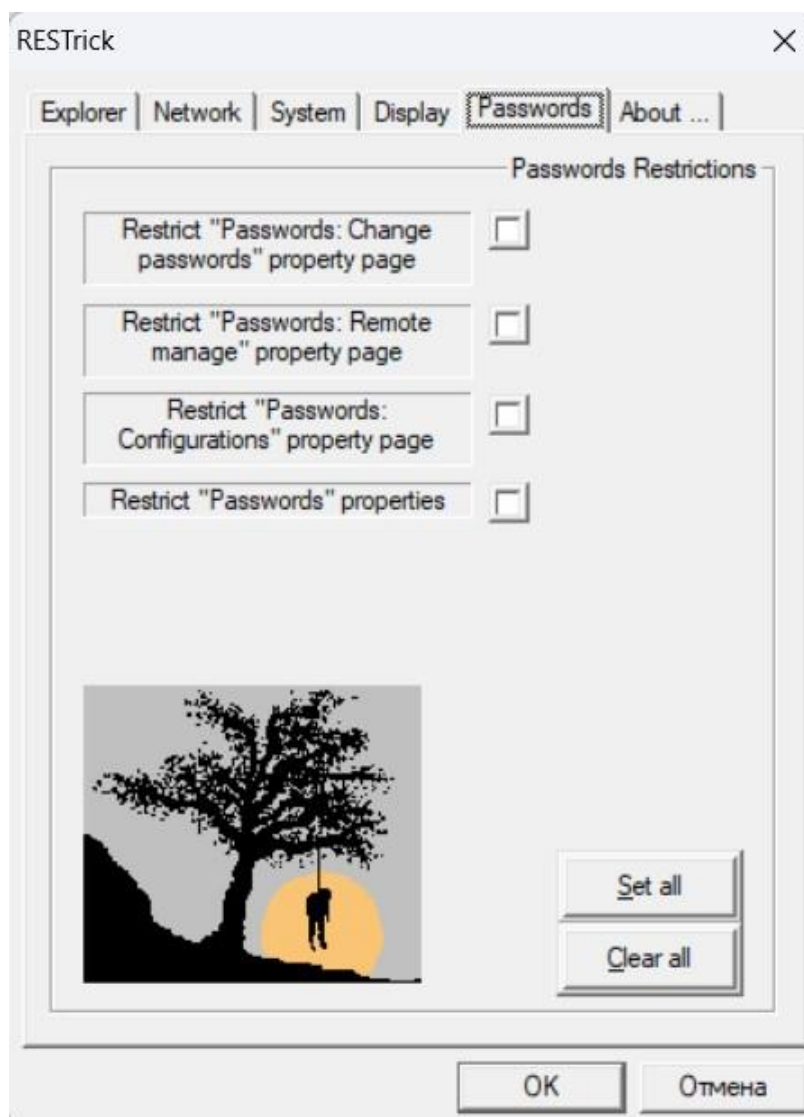 RESTrick
Explorer Network System Display Passwords About ...
Passwords Restrictions
Restrict "Passwords: Change
passwords" property page
Restrict "Passwords: Remote
manage" property page
Restrict "Passwords:
Configurations" property page
Restrict "Passwords" properties
Set all
Clear all
OK Отмена